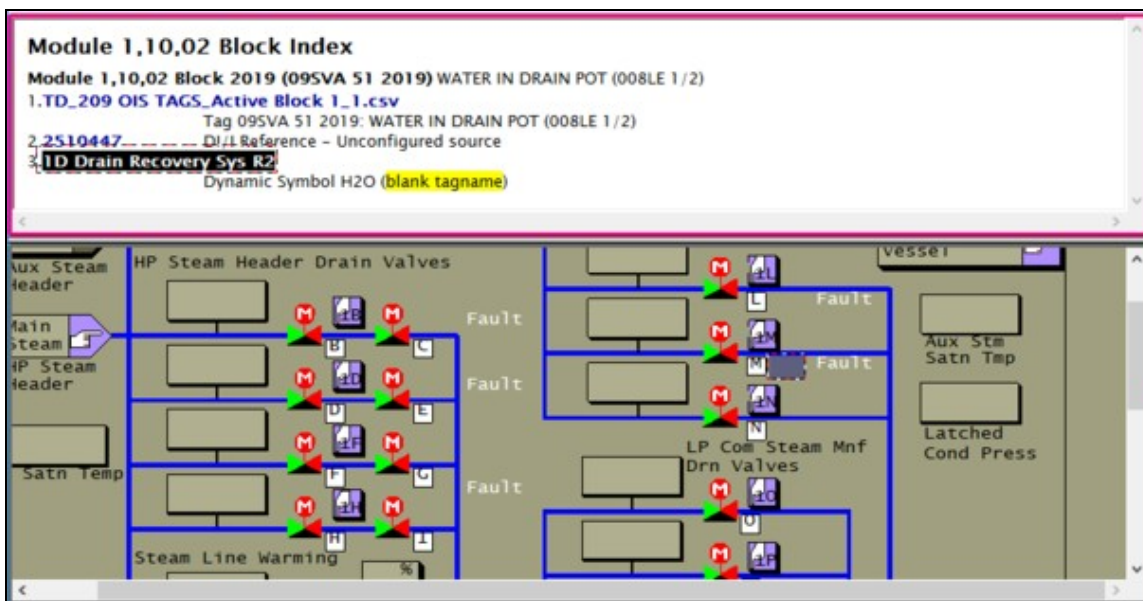 Module 1,10,02 Block Index
Module 1,10,02 Block 2019 (09SVA 51 2019) WATER IN DRAIN POT (008LE 1/2)
1.TD_209 OIS TAGS_Active Block 1_1.csv
Tag 09SVA 51 2019: WATER IN DRAIN POT (008LE 1/2)
2.2510447 DI/I Reference – Unconfigured source
3.1D Drain Recovery Sys R2
Dynamic Symbol H2O (blank tagname)
Aux Steam
Header
HP Steam Header Drain Valves
Vessel
M
1L
L
Fault
M
1B
M
Fault
B
C
Main
Steam
HP Steam
Header
M
1M
M
Fault
Aux Stm
Satn Tmp
M
1D
M
Fault
D
E
M
1N
N
Latched
Cond Press
M
1F
M
F
G
Satn Temp
LP Com Steam Mnf
Drn Valves
M
1H
M
Fault
H
I
M
1O
O
Steam Line Warming
%
M
1P
P